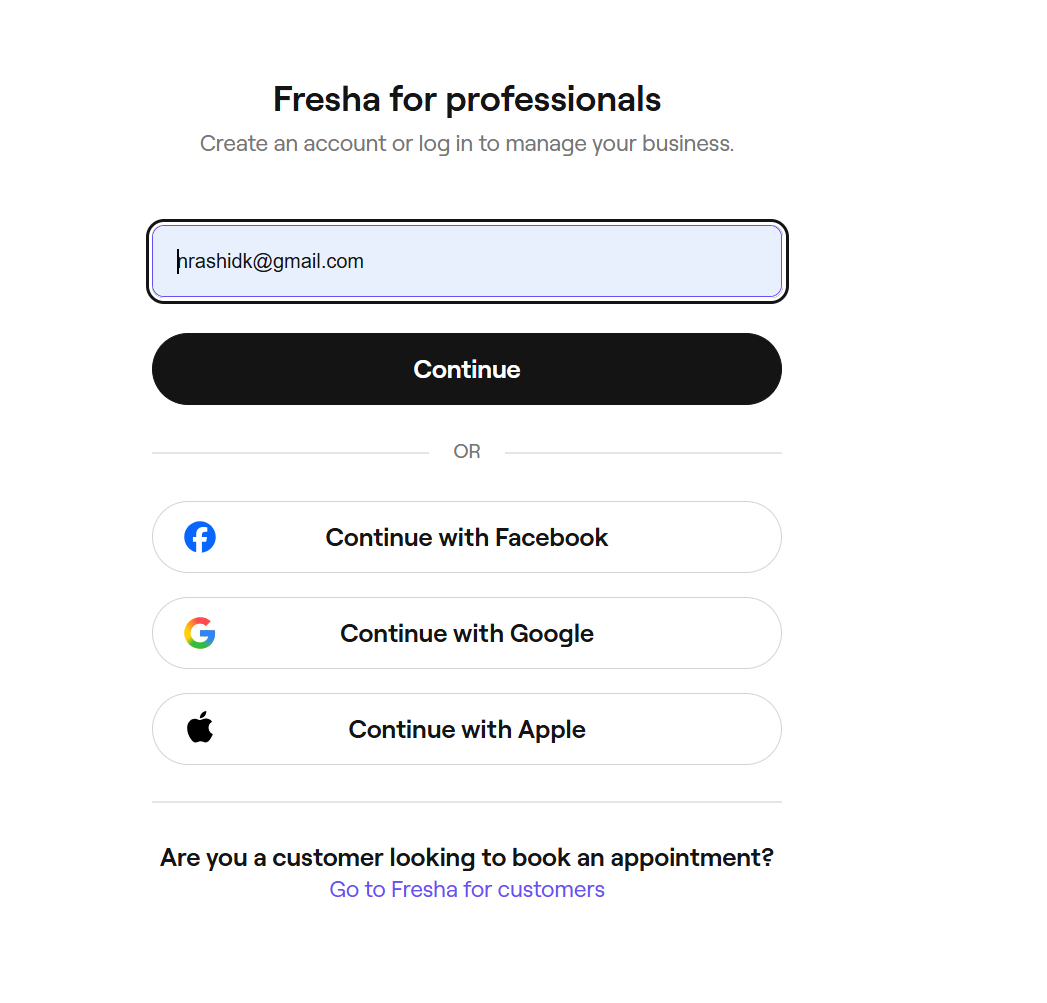 Fresha for professionals
Create an account or log in to manage your business.
nrashidk@gmail.com
Continue
OR
Continue with Facebook
Continue with Google
Continue with Apple
Are you a customer looking to book an appointment?
Go to Fresha for customers